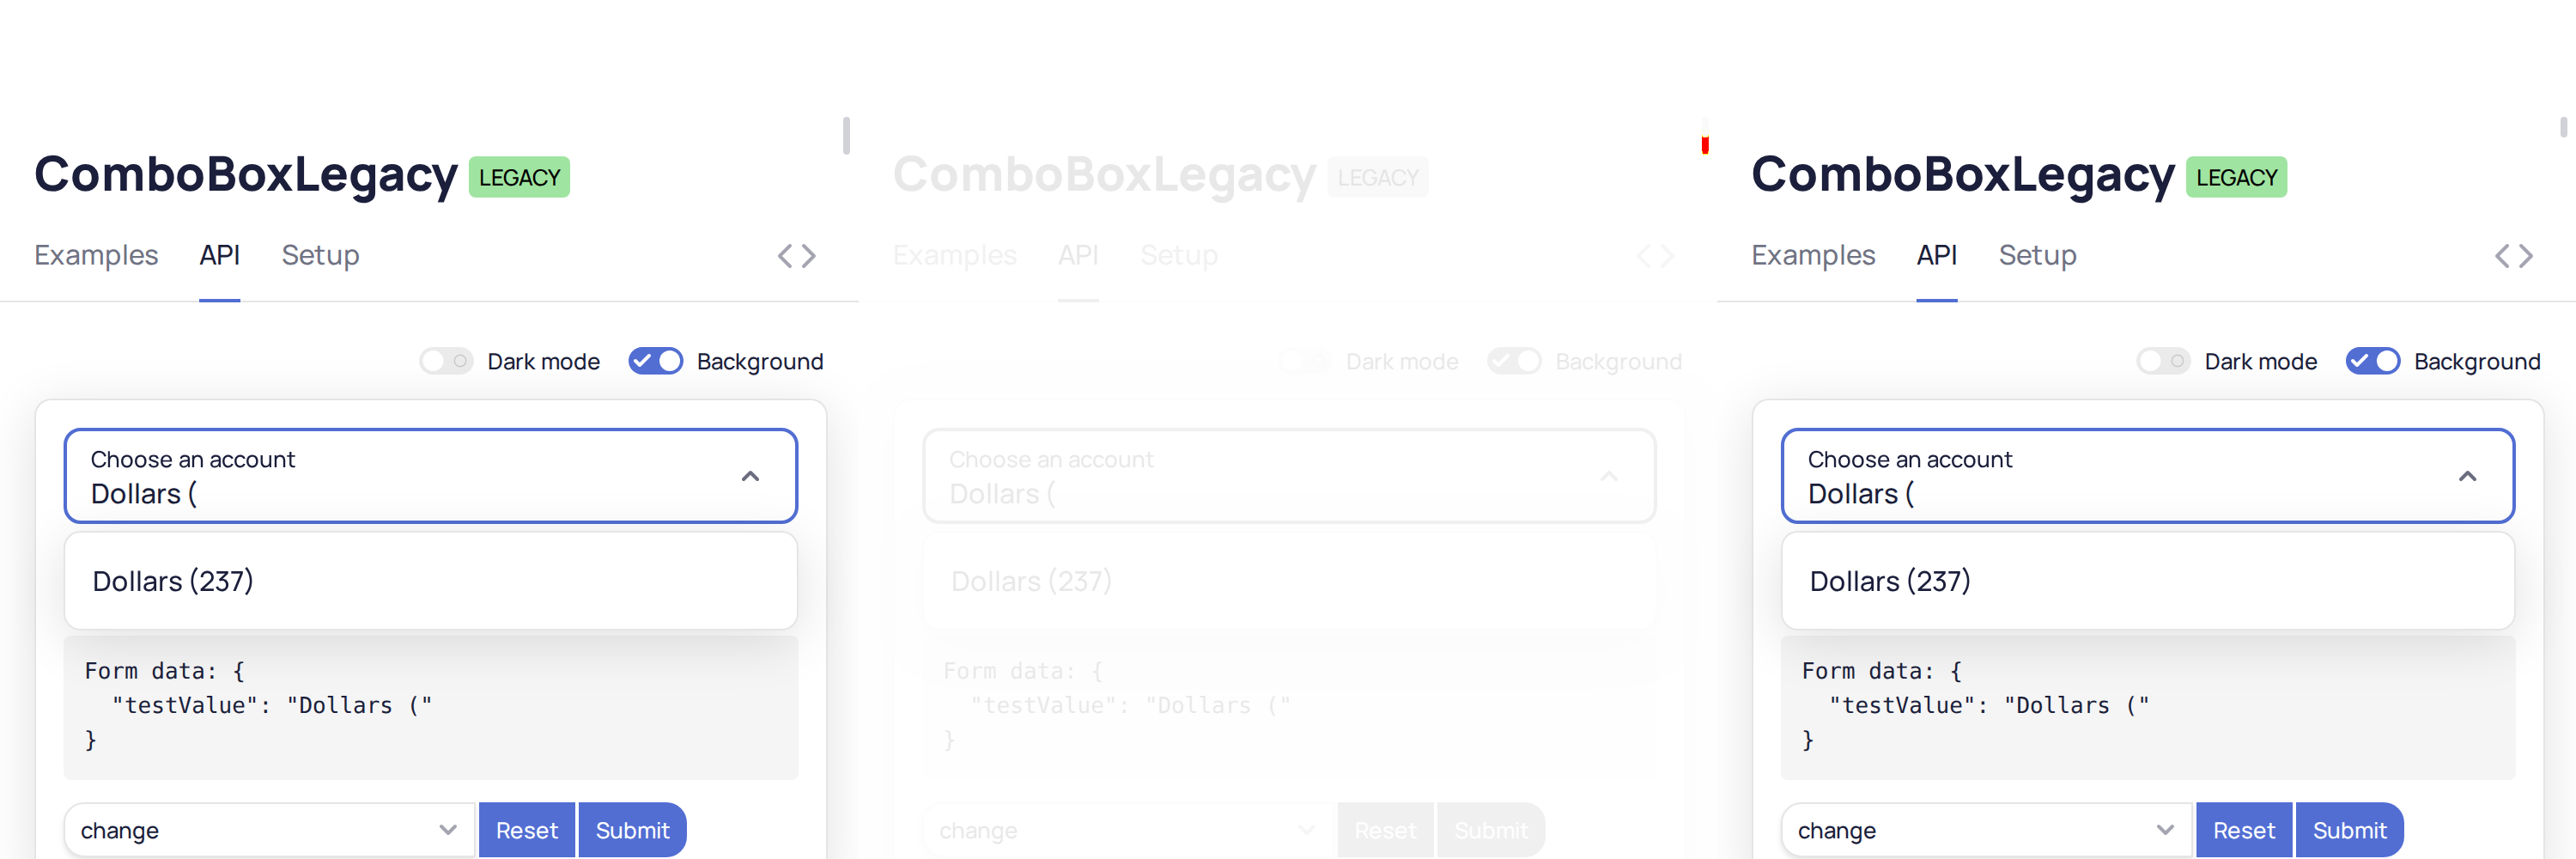 ComboBoxLegacy LEGACY
Examples API Setup
Dark mode Background
Choose an account
Dollars (
Dollars (237)
Form data: {
  "testValue": "Dollars ("
}
change Reset Submit
ComboBoxLegacy LEGACY
Examples API Setup
Dark mode Background
Choose an account
Dollars (
Dollars (237)
Form data: {
  "testValue": "Dollars ("
}
change Reset Submit
ComboBoxLegacy LEGACY
Examples API Setup
Dark mode Background
Choose an account
Dollars (
Dollars (237)
Form data: {
  "testValue": "Dollars ("
}
change Reset Submit